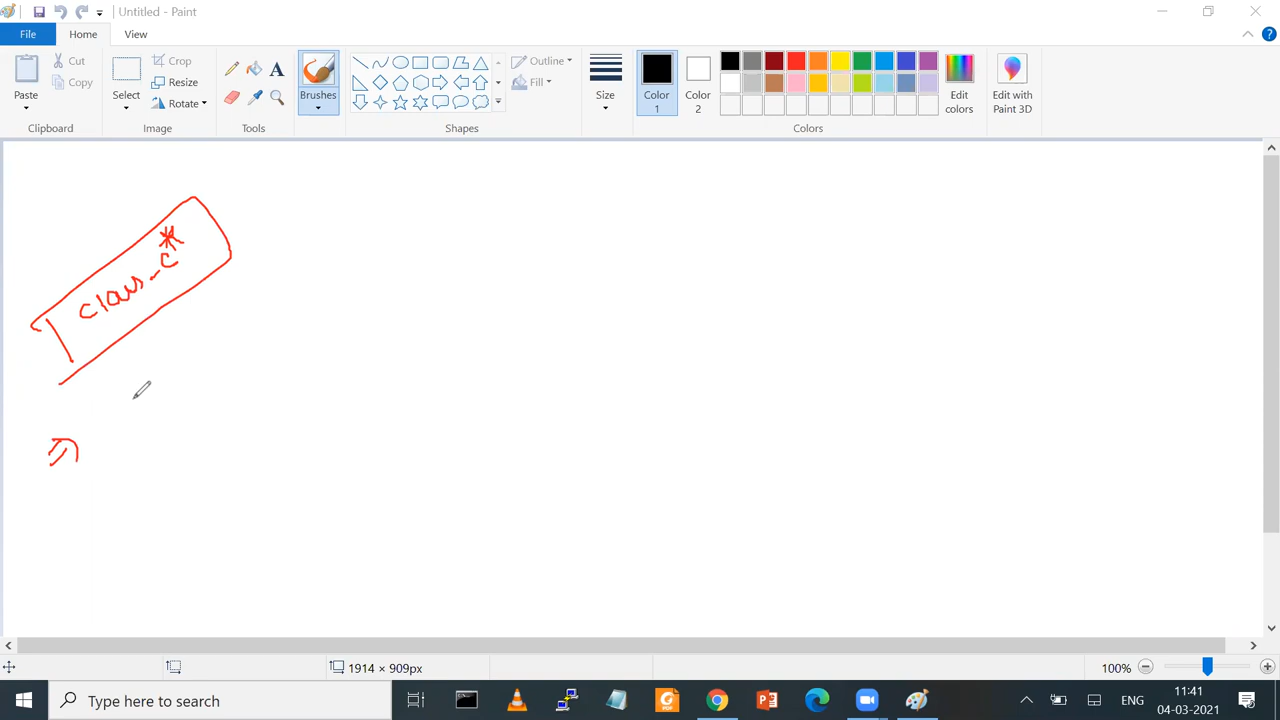 Untitled - Paint
File
Home
View
Paste
Cut
Copy
Clipboard
Select
Crop
Resize
Rotate
Image
A
Tools
Brushes
Outline
Fill
Shapes
Size
Color 1
Color 2
Edit colors
Colors
Edit with Paint 3D
class-c*
1914 × 909px
100%
Type here to search
ENG
11:41
04-03-2021